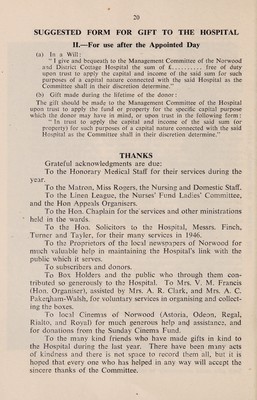 20
SUGGESTED FORM FOR GIFT TO THE HOSPITAL
II.—For use after the Appointed Day
(a) In a Will:
" I give and bequeath to the Management Committee of the Norwood
and District Cottage Hospital the sum of £.......... free of duty
upon trust to apply the capital and income of the said sum for such
purposes of a capital nature connected with the said Hospital as the
Committee shall in their discretion determine."
(b) Gift made during the lifetime of the donor:
The gift should be made to the Management Committee of the Hospital
upon trust to apply the fund or property for the specific capital purpose
which the donor may have in mind, or upon trust in the following form:
" In trust to apply the capital and income of the said sum (or
property) for such purposes of a capital nature connected with the said
Hospital as the Committee shall in their discretion determine."
THANKS
Grateful acknowledgments are due:
To the Honorary Medical Staff for their services during the
year.
To the Matron, Miss Rogers, the Nursing and Domestic Staff.
To the Linen League, the Nurses' Fund Ladies' Committee,
and the Hon Appeals Organisers.
To the Hon. Chaplain for the services and other ministrations
held in the wards.
To the Hon. Solicitors to the Hospital, Messrs. Finch,
Turner and Tayler, for their many services in 1946.
To the Proprietors of the local newspapers of Norwood for
much valuable help in maintaining the Hospital's link with the
public which it serves.
To subscribers and donors.
To Box Holders and the public who through them con-
tributed so generously to the Hospital. To Mrs. V. M. Francis
(Hon. Organiser), assisted by Mrs. A. R. Clark, and Mrs. A. C.
Pakenham-Walsh, for voluntary services in organising and collect-
ing the boxes.
To local Cinemas of Norwood (Astoria, Odeon, Regal,
Rialto, and Royal) for much generous help and assistance, and
for donations from the Sunday Cinema Fund.
To the many kind friends who have made gifts in kind to
the Hospital during the last year. There have been many acts
of kindness and there is not space to record them all, but it is
hoped that every one who has helped in any way will accept the
sincere thanks of the Committee.